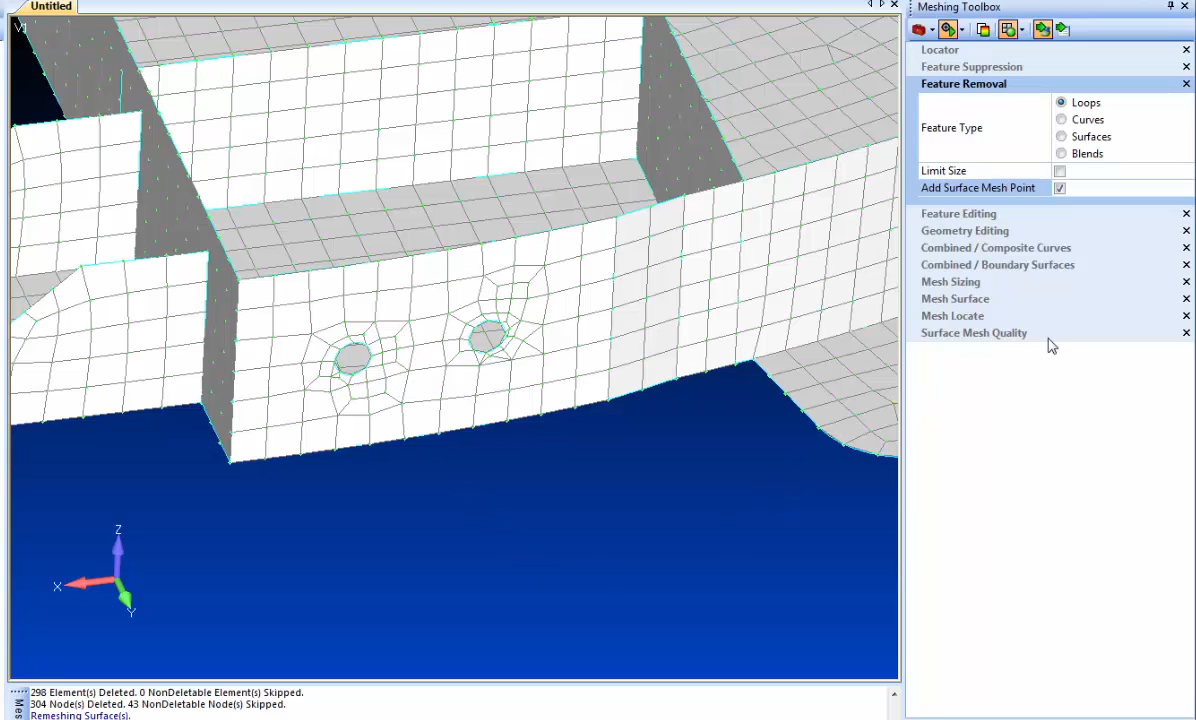 Untitled
V1
Z
X
Y
298 Element(s) Deleted. 0 NonDeletable Element(s) Skipped.
304 Node(s) Deleted. 43 NonDeletable Node(s) Skipped.
Remeshing Surface(s).
Mes
Meshing Toolbox
Locator
Feature Suppression
Feature Removal
Feature Type
Loops
Curves
Surfaces
Blends
Limit Size
Add Surface Mesh Point
Feature Editing
Geometry Editing
Combined / Composite Curves
Combined / Boundary Surfaces
Mesh Sizing
Mesh Surface
Mesh Locate
Surface Mesh Quality